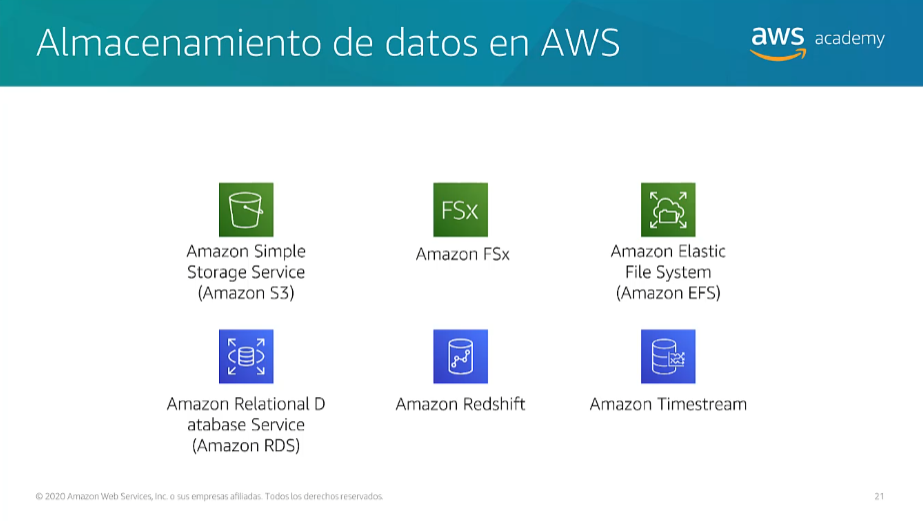 Almacenamiento de datos en AWS
aws academy
FSx
Amazon Simple
Storage Service
(Amazon S3)
Amazon FSx
Amazon Elastic
File System
(Amazon EFS)
Amazon Relational D
atabase Service
(Amazon RDS)
Amazon Redshift
Amazon Timestream
© 2020 Amazon Web Services, Inc. o sus empresas afiliadas. Todos los derechos reservados.
21